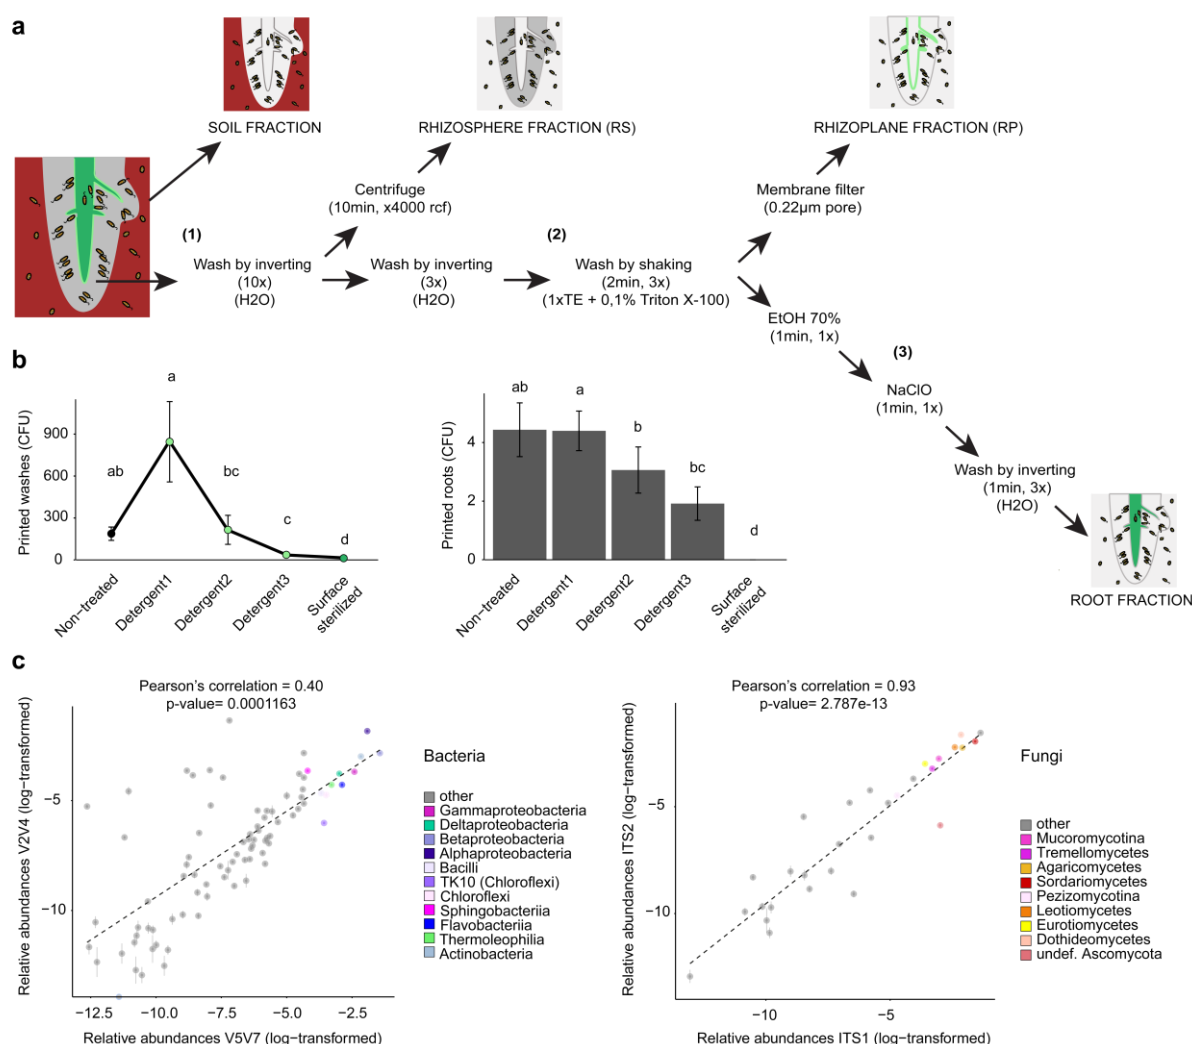 a
SOIL FRACTION
RHIZOSPHERE FRACTION (RS)
RHIZOPLANE FRACTION (RP)
Centrifuge
(10min, x4000 rcf)
Membrane filter
(0.22µm pore)
(1)
Wash by inverting
(10x)
(H2O)
Wash by inverting
(3x)
(H2O)
(2)
Wash by shaking
(2min, 3x)
(1xTE + 0,1% Triton X-100)
EtOH 70%
(1min, 1x)
(3)
NaClO
(1min, 1x)
Wash by inverting
(1min, 3x)
(H2O)
ROOT FRACTION
b
Printed washes (CFU)
900
600
300
0
ab
a
bc
c
d
Non-treated
Detergent1
Detergent2
Detergent3
Surface
sterilized
Printed roots (CFU)
4
2
0
ab
a
b
bc
d
Non-treated
Detergent1
Detergent2
Detergent3
Surface
sterilized
c
Pearson's correlation = 0.40
p-value= 0.0001163
Relative abundances V2V4 (log−transformed)
−5
−10
−12.5
−10.0
−7.5
−5.0
−2.5
Relative abundances V5V7 (log−transformed)
Bacteria
other
Gammaproteobacteria
Deltaproteobacteria
Betaproteobacteria
Alphaproteobacteria
Bacilli
TK10 (Chloroflexi)
Chloroflexi
Sphingobacteriia
Flavobacteriia
Thermoleophilia
Actinobacteria
Pearson's correlation = 0.93
p-value= 2.787e-13
Relative abundances ITS2 (log−transformed)
−5
−10
−10
−5
Relative abundances ITS1 (log−transformed)
Fungi
other
Mucoromycotina
Tremellomycetes
Agaricomycetes
Sordariomycetes
Pezizomycotina
Leotiomycetes
Eurotiomycetes
Dothideomycetes
undef. Ascomycota